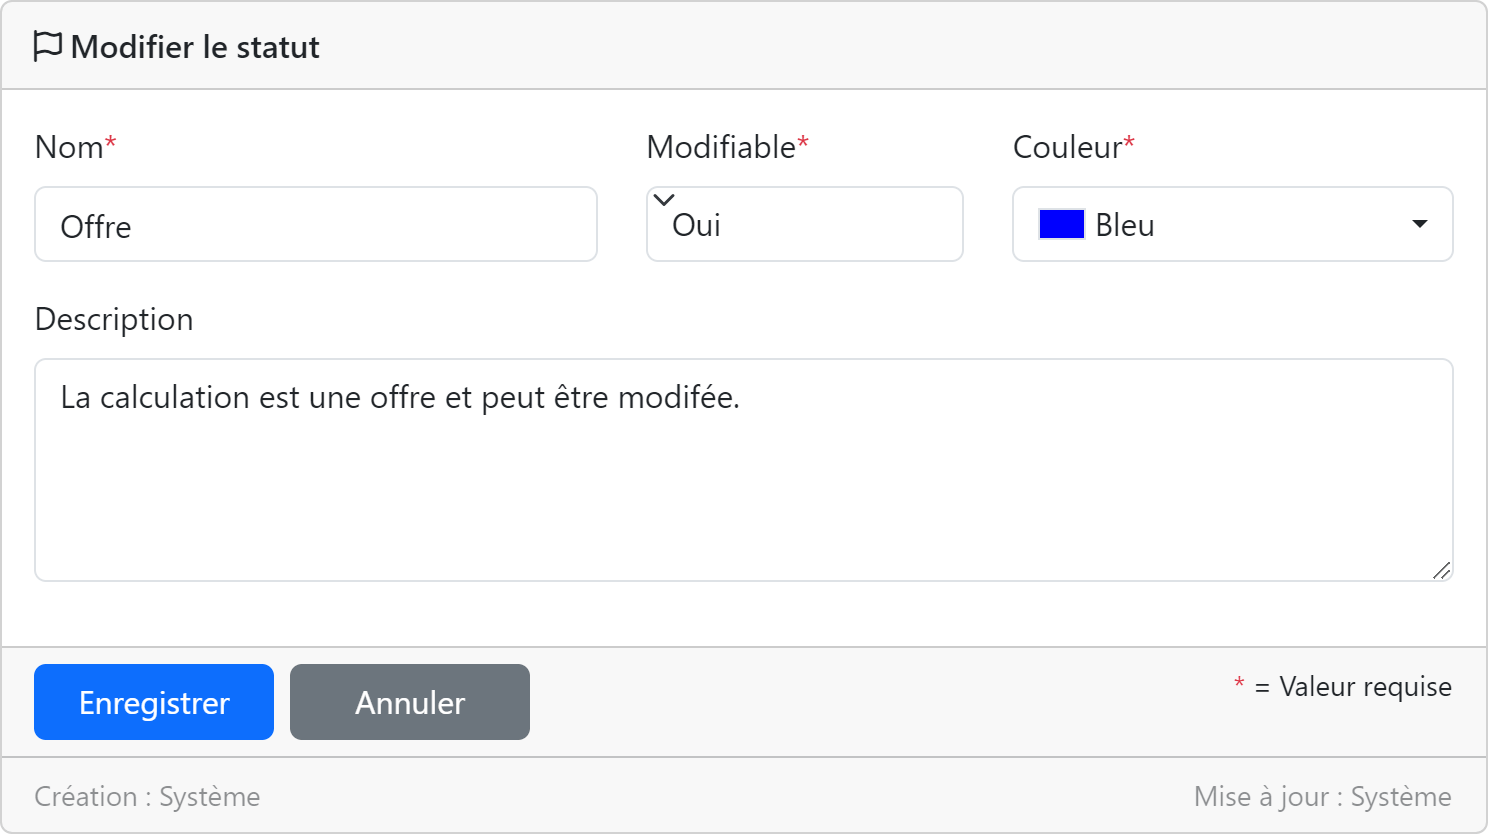 Modifier le statut
Nom* Modifiable* Couleur*
Offre Oui Bleu
Description
La calculation est une offre et peut être modifée.
Enregistrer Annuler * = Valeur requise
Création : Système Mise à jour : Système